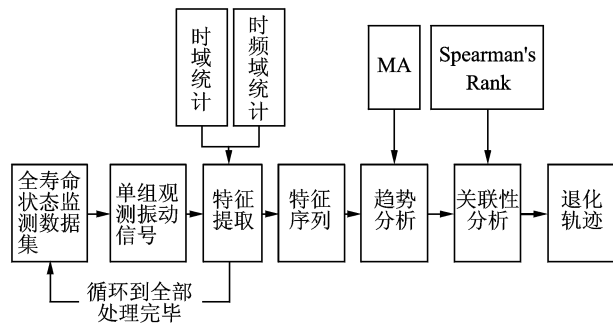 时域统计
时频域统计
MA
Spearman's
Rank
全寿命
状态监
测数据
集
单组观
测振动
信号
特征
提取
特征
序列
趋势
分析
关联性
分析
退化
轨迹
循环到全部
处理完毕